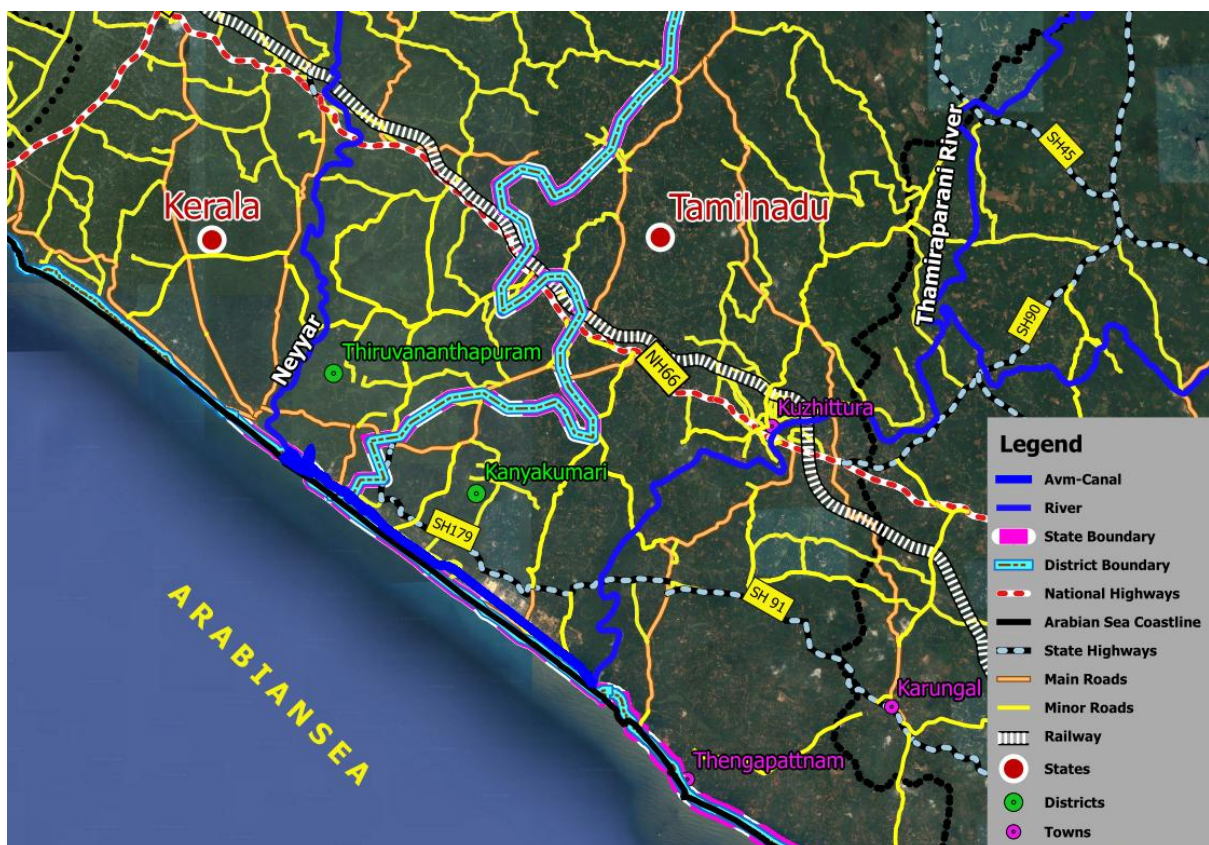 Kerala
Tamilnadu
Thamiraparani River
SH45
SH90
Neyyar
Thiruvananthapuram
NH66
Kuzhittura
Kanyakumari
SH179
SH 91
Karungal
Thengapattnam
ARABIANSEA
Legend
Avm-Canal
River
State Boundary
District Boundary
National Highways
Arabian Sea Coastline
State Highways
Main Roads
Minor Roads
Railway
States
Districts
Towns